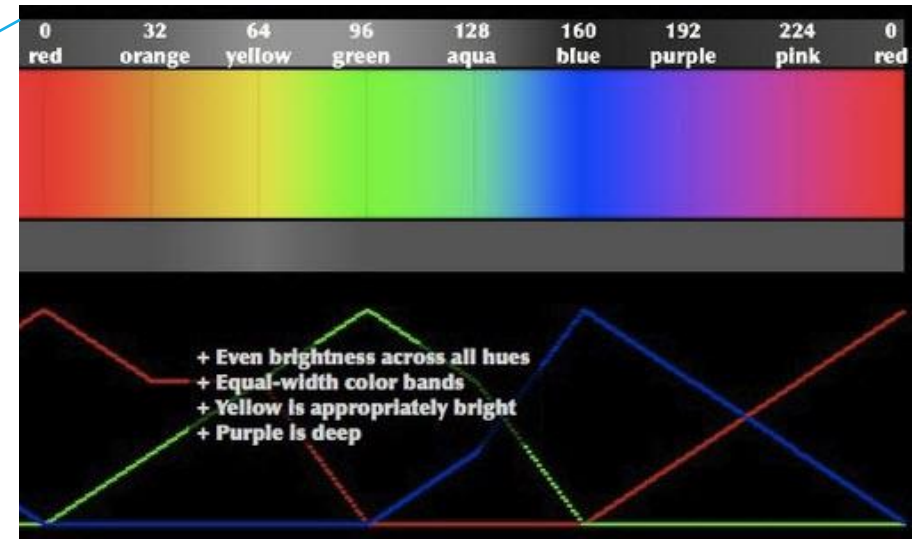 0 32 64 96 128 160 192 224 0
red orange yellow green aqua blue purple pink red
+ Even brightness across all hues
+ Equal-width color bands
+ Yellow is appropriately bright
+ Purple is deep